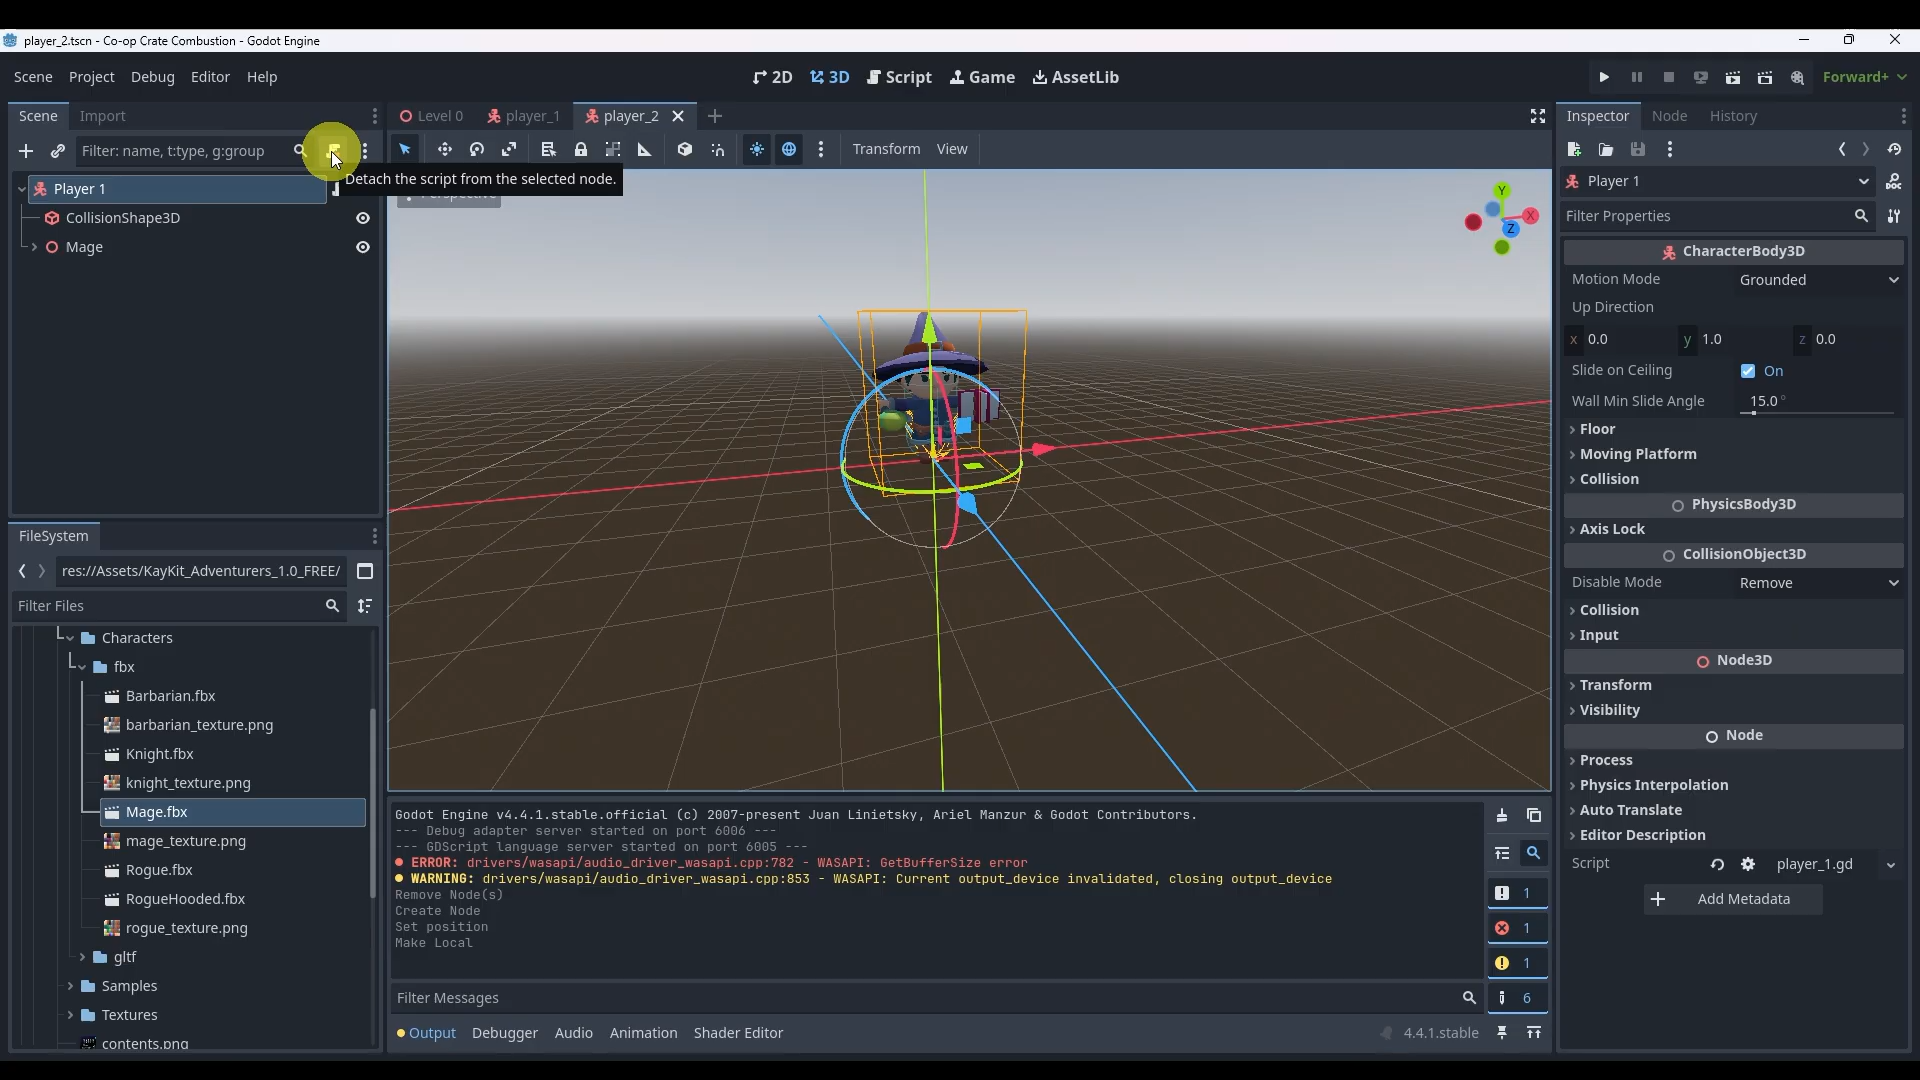 player_2.tscn - Co-op Crate Combustion - Godot Engine
Scene Project Debug Editor Help
2D 3D Script Game AssetLib
Forward+
Scene Import
Filter: name, t:type, g:group
Detach the script from the selected node.
Player 1
CollisionShape3D
Mage
Level 0 player_1 player_2
Transform View
Y
X
Z
FileSystem
res://Assets/KayKit_Adventurers_1.0_FREE/
Filter Files
Characters
fbx
Barbarian.fbx
barbarian_texture.png
Knight.fbx
knight_texture.png
Mage.fbx
mage_texture.png
Rogue.fbx
RogueHooded.fbx
rogue_texture.png
gltf
Samples
Textures
contents.png
Godot Engine v4.4.1.stable.official (c) 2007-present Juan Linietsky, Ariel Manzur & Godot Contributors.
--- Debug adapter server started on port 6006 ---
--- GDScript language server started on port 6005 ---
ERROR: drivers/wasapi/audio_driver_wasapi.cpp:782 - WASAPI: GetBufferSize error
WARNING: drivers/wasapi/audio_driver_wasapi.cpp:853 - WASAPI: Current output_device invalidated, closing output_device
Remove Node(s)
Create Node
Set position
Make Local
1
1
1
6
Filter Messages
Output Debugger Audio Animation Shader Editor
4.4.1.stable
Inspector Node History
Player 1
Filter Properties
CharacterBody3D
Motion Mode Grounded
Up Direction
x 0.0 y 1.0 z 0.0
Slide on Ceiling On
Wall Min Slide Angle 15.0 °
Floor
Moving Platform
Collision
PhysicsBody3D
Axis Lock
CollisionObject3D
Disable Mode Remove
Collision
Input
Node3D
Transform
Visibility
Node
Process
Physics Interpolation
Auto Translate
Editor Description
Script player_1.gd
Add Metadata